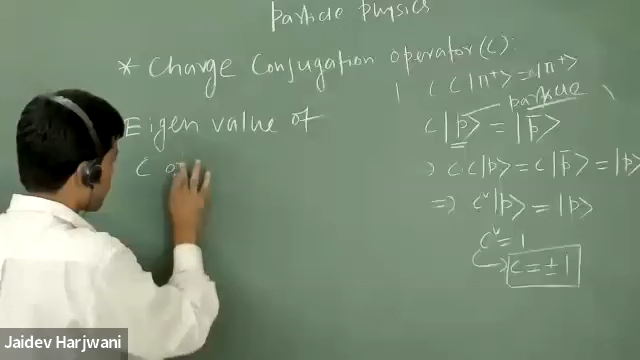 particle physics
* Charge Conjugation operator (C):
Eigen value of
C o
( C C |π+> = |π+>
particle
C |p> = |p̄>
⇒ C C |p> = C |p̄> = |p>
=> C² |p> = |p>
C² = 1
→ C = ± 1
Jaidev Harjwani